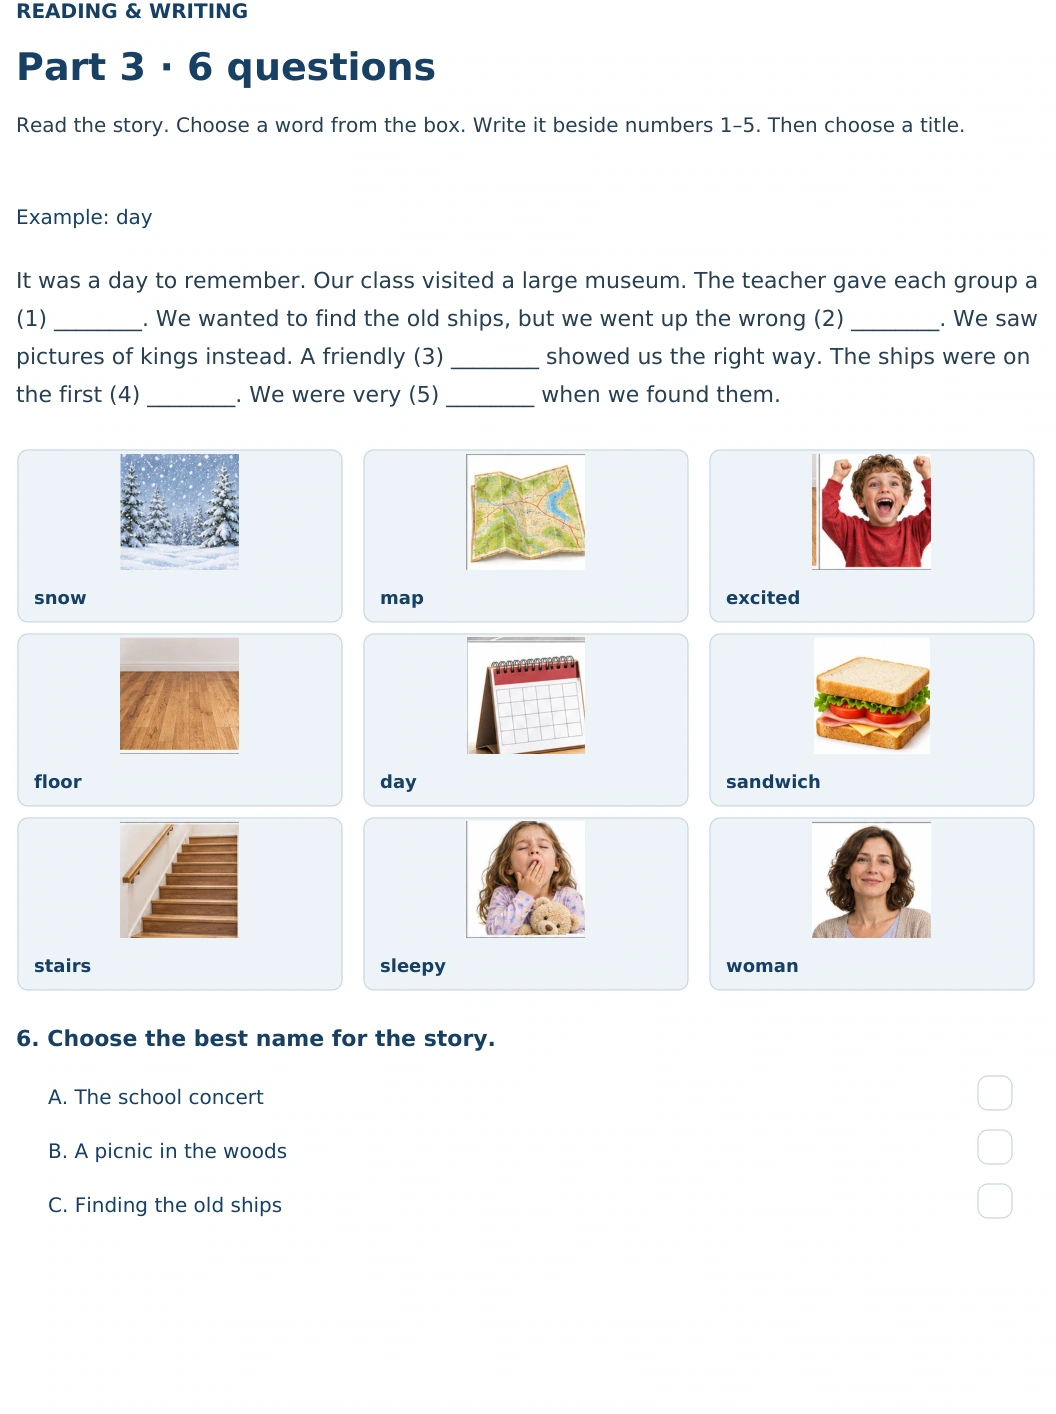 READING & WRITING
Part 3 · 6 questions
Read the story. Choose a word from the box. Write it beside numbers 1–5. Then choose a title.
Example: day
It was a day to remember. Our class visited a large museum. The teacher gave each group a
(1) ________. We wanted to find the old ships, but we went up the wrong (2) ________. We saw
pictures of kings instead. A friendly (3) ________ showed us the right way. The ships were on
the first (4) ________. We were very (5) ________ when we found them.
snow
map
excited
floor
day
sandwich
stairs
sleepy
woman
6. Choose the best name for the story.
A. The school concert
B. A picnic in the woods
C. Finding the old ships